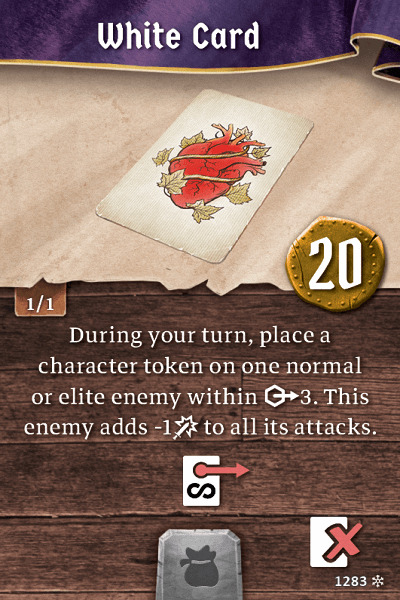 White Card
20
1/1
During your turn, place a
character token on one normal
or elite enemy within 3. This
enemy adds -1 to all its attacks.
1283